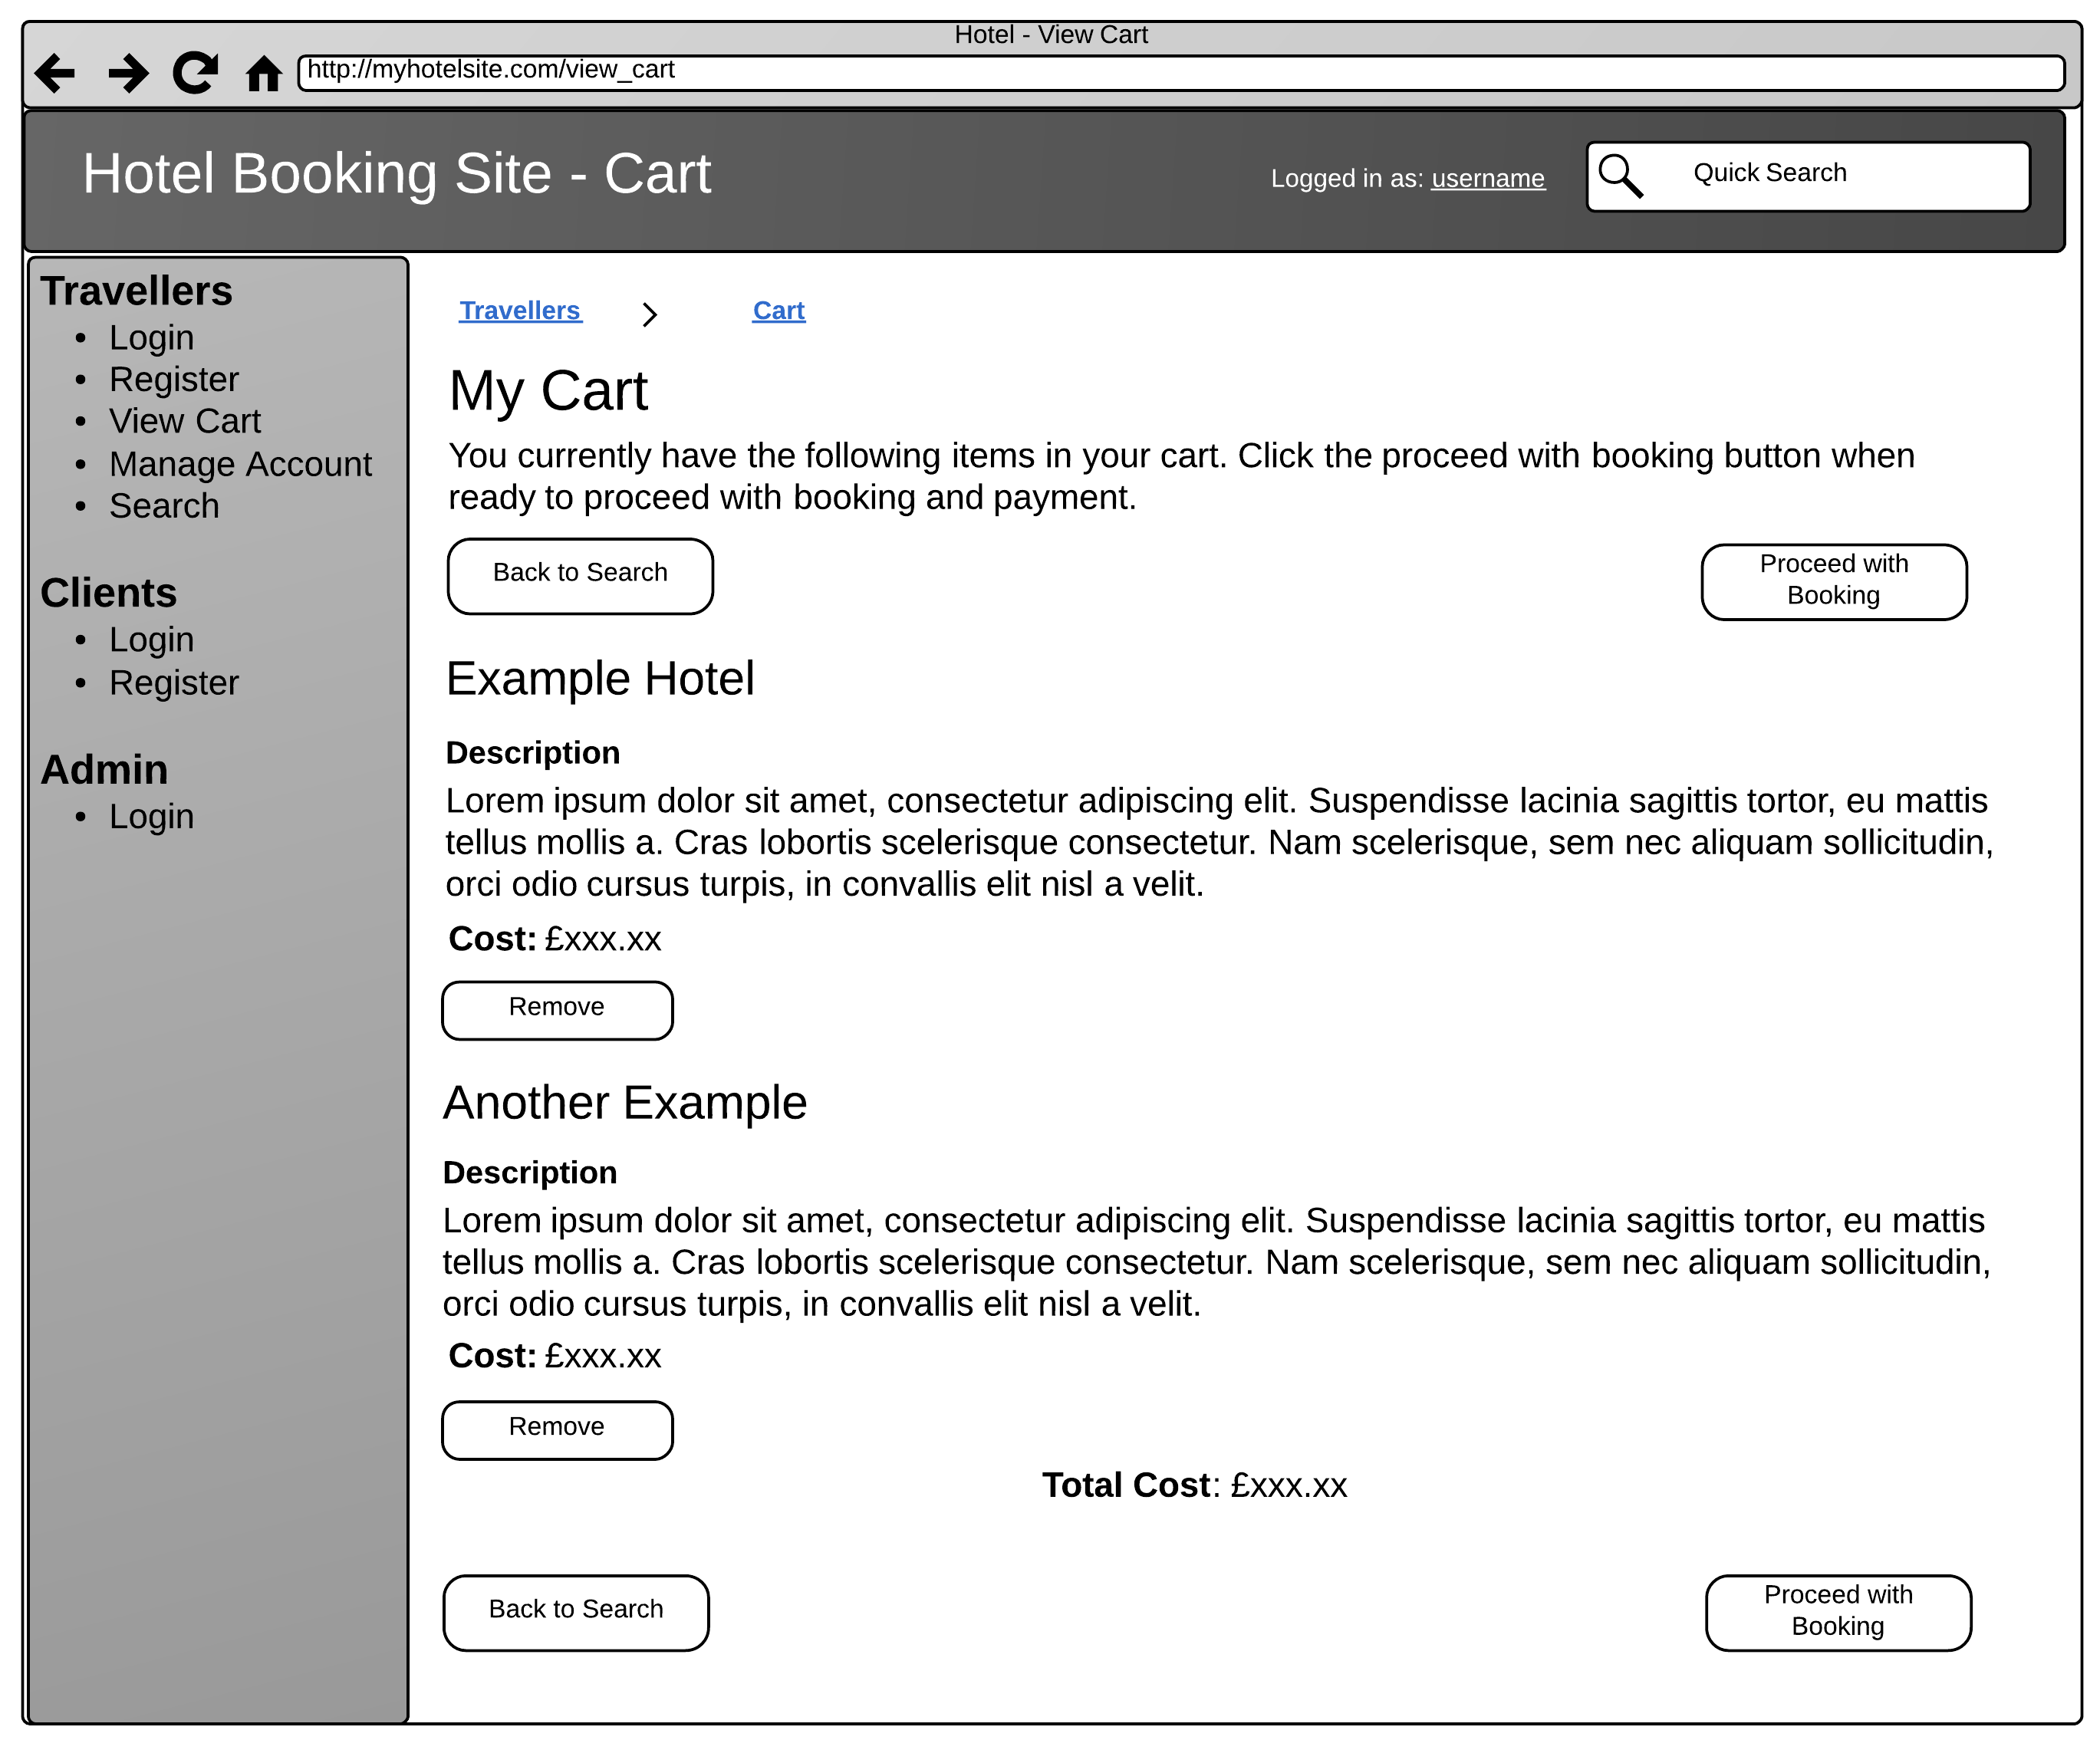 Hotel - View Cart
http://myhotelsite.com/view_cart
Hotel Booking Site - Cart
Logged in as: username
Quick Search
Travellers
• Login
• Register
• View Cart
• Manage Account
• Search
Clients
• Login
• Register
Admin
• Login
Travellers > Cart
My Cart
You currently have the following items in your cart. Click the proceed with booking button when
ready to proceed with booking and payment.
Back to Search
Proceed with
Booking
Example Hotel
Description
Lorem ipsum dolor sit amet, consectetur adipiscing elit. Suspendisse lacinia sagittis tortor, eu mattis
tellus mollis a. Cras lobortis scelerisque consectetur. Nam scelerisque, sem nec aliquam sollicitudin,
orci odio cursus turpis, in convallis elit nisl a velit.
Cost: £xxx.xx
Remove
Another Example
Description
Lorem ipsum dolor sit amet, consectetur adipiscing elit. Suspendisse lacinia sagittis tortor, eu mattis
tellus mollis a. Cras lobortis scelerisque consectetur. Nam scelerisque, sem nec aliquam sollicitudin,
orci odio cursus turpis, in convallis elit nisl a velit.
Cost: £xxx.xx
Remove
Total Cost: £xxx.xx
Back to Search
Proceed with
Booking